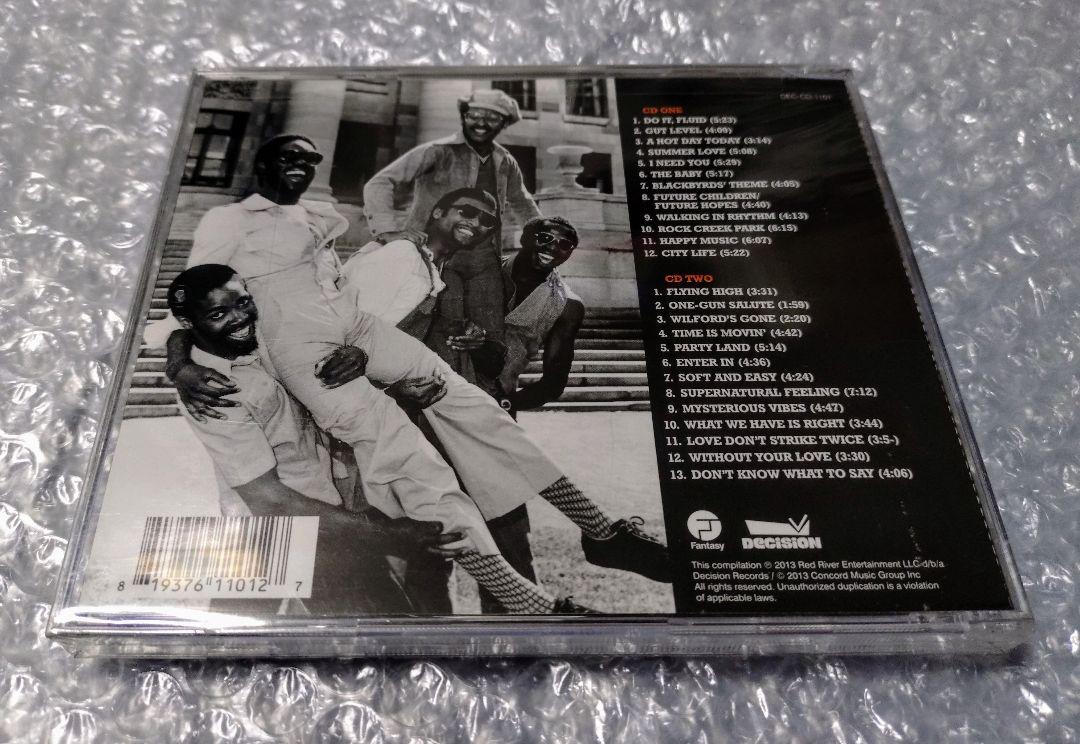 DEC-CD-1101
CD ONE
1. DO IT, FLUID (5:23)
2. GUT LEVEL (4:09)
3. A HOT DAY TODAY (3:14)
4. SUMMER LOVE (5:08)
5. I NEED YOU (5:29)
6. THE BABY (5:17)
7. BLACKBYRDS' THEME (4:05)
8. FUTURE CHILDREN/
FUTURE HOPES (4:40)
9. WALKING IN RHYTHM (4:13)
10. ROCK CREEK PARK (6:15)
11. HAPPY MUSIC (6:07)
12. CITY LIFE (5:22)
CD TWO
1. FLYING HIGH (3:31)
2. ONE-GUN SALUTE (1:59)
3. WILFORD'S GONE (2:20)
4. TIME IS MOVIN' (4:42)
5. PARTY LAND (5:14)
6. ENTER IN (4:36)
7. SOFT AND EASY (4:24)
8. SUPERNATURAL FEELING (7:12)
9. MYSTERIOUS VIBES (4:47)
10. WHAT WE HAVE IS RIGHT (3:44)
11. LOVE DON'T STRIKE TWICE (3:5-)
12. WITHOUT YOUR LOVE (3:30)
13. DON'T KNOW WHAT TO SAY (4:06)
Fantasy
DECISION
This compilation ℗ 2013 Red River Entertainment LLC d/b/a
Decision Records / © 2013 Concord Music Group Inc
All rights reserved. Unauthorized duplication is a violation
of applicable laws.
8 19376 11012 7